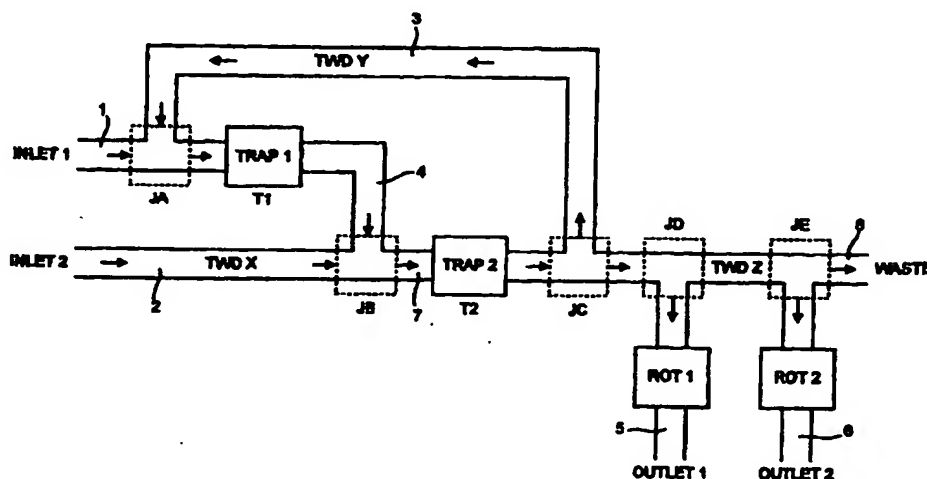 3
TWD Y
1
INLET 1
TRAP 1
4
JA
T1
JD
JE
8
INLET 2
TWD X
TRAP 2
TWD Z
WASTE
2
JB
7
T2
JC
ROT 1
ROT 2
5
6
OUTLET 1
OUTLET 2